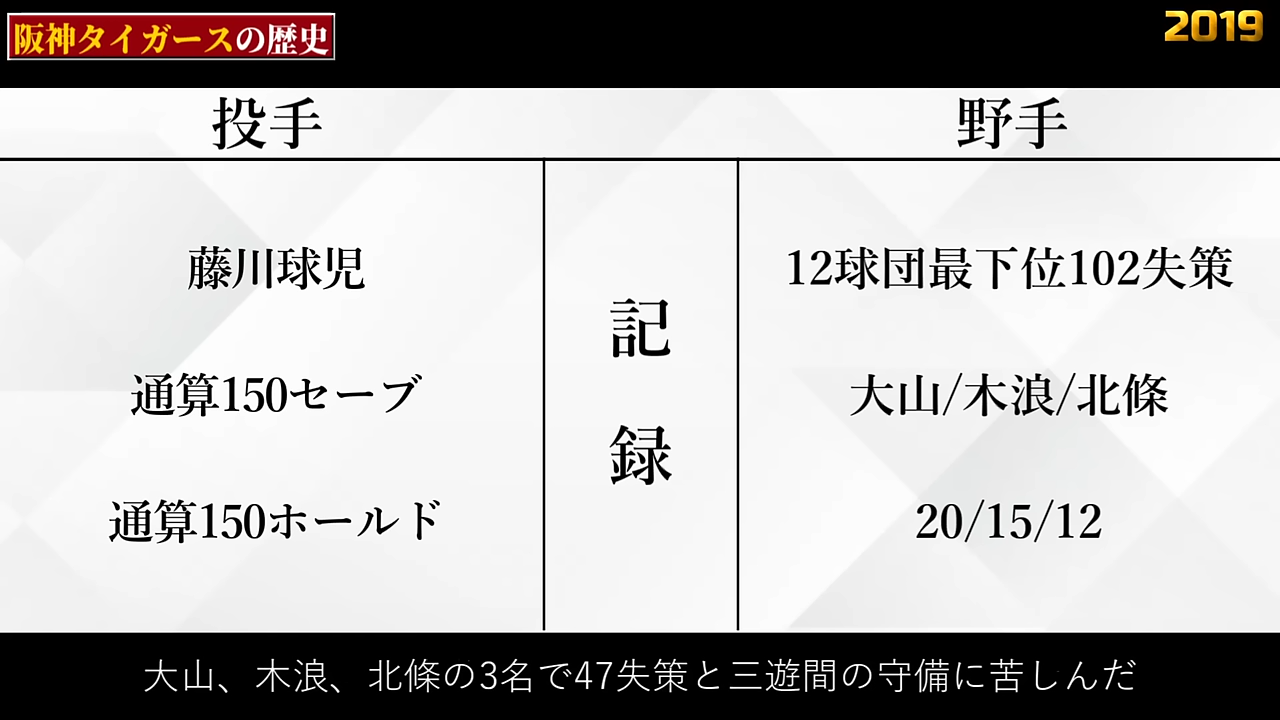 阪神タイガースの歴史
2019
投手
野手
藤川球児
通算150セーブ
通算150ホールド
記録
12球団最下位102失策
大山/木浪/北條
20/15/12
大山、木浪、北條の3名で47失策と三遊間の守備に苦しんだ